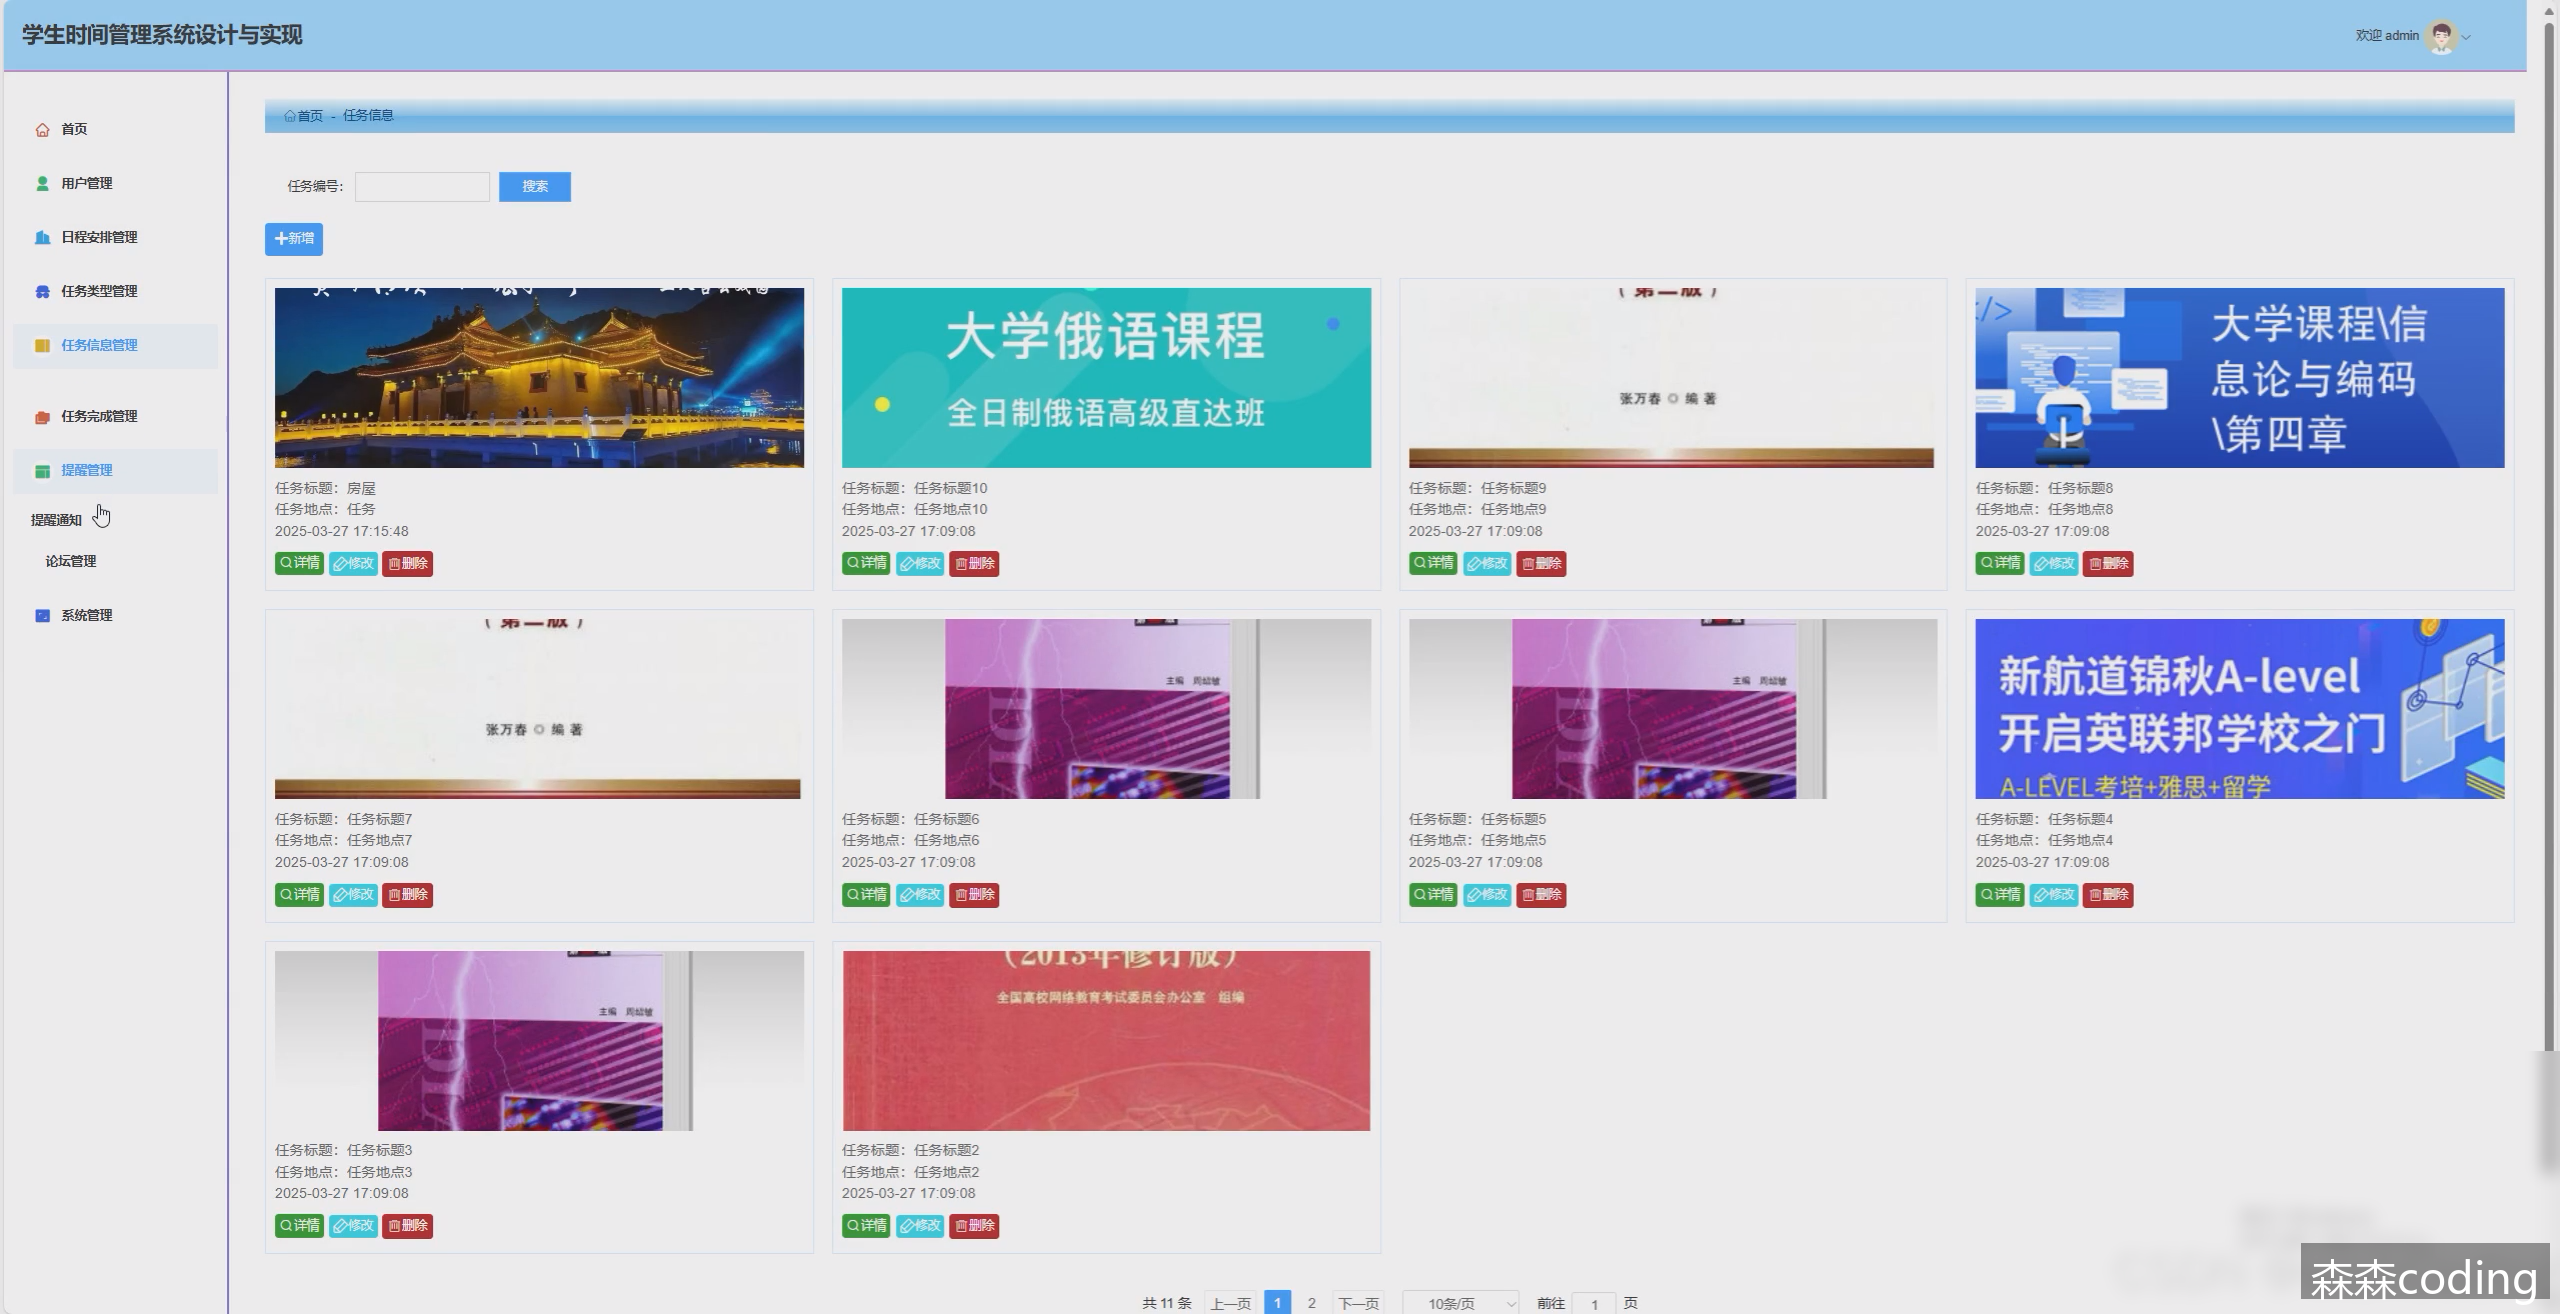 学生时间管理系统设计与实现
欢迎 admin
首页
用户管理
日程安排管理
任务类型管理
任务信息管理
任务完成管理
提醒管理
提醒通知
论坛管理
系统管理
首页 - 任务信息
任务编号：
搜索
新增
大学俄语课程
全日制俄语高级直达班
（第二版）
张万春 ◎ 编 著
</>
大学课程\信
息论与编码
\第四章
任务标题：房屋
任务地点：任务
2025-03-27 17:15:48
详情 修改 删除
任务标题：任务标题10
任务地点：任务地点10
2025-03-27 17:09:08
详情 修改 删除
任务标题：任务标题9
任务地点：任务地点9
2025-03-27 17:09:08
详情 修改 删除
任务标题：任务标题8
任务地点：任务地点8
2025-03-27 17:09:08
详情 修改 删除
（第二版）
张万春 ◎ 编 著
主编 周绍敏
主编 周绍敏
新航道锦秋A-level
开启英联邦学校之门
A-LEVEL考培+雅思+留学
任务标题：任务标题7
任务地点：任务地点7
2025-03-27 17:09:08
详情 修改 删除
任务标题：任务标题6
任务地点：任务地点6
2025-03-27 17:09:08
详情 修改 删除
任务标题：任务标题5
任务地点：任务地点5
2025-03-27 17:09:08
详情 修改 删除
任务标题：任务标题4
任务地点：任务地点4
2025-03-27 17:09:08
详情 修改 删除
主编 周绍敏
（2013年修订版）
全国高校网络教育考试委员会办公室 组编
任务标题：任务标题3
任务地点：任务地点3
2025-03-27 17:09:08
详情 修改 删除
任务标题：任务标题2
任务地点：任务地点2
2025-03-27 17:09:08
详情 修改 删除
共 11 条 上一页 1 2 下一页 10条/页 前往 1 页
森森coding